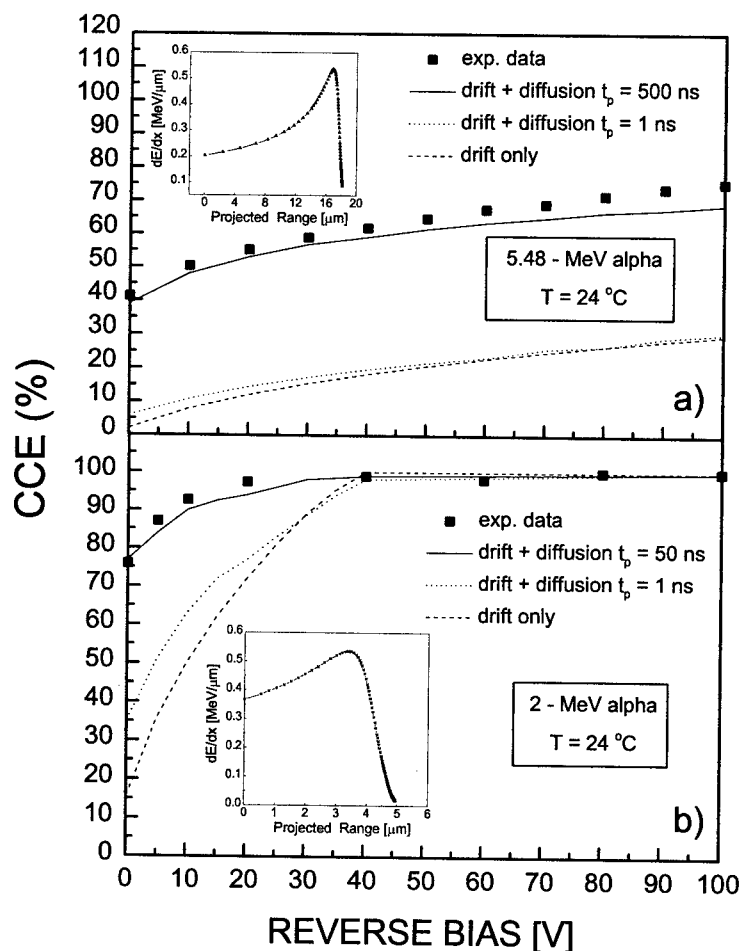 120
110
100
90
80
70
60
50
40
30
20
10
0
0.6
0.5
0.4
0.3
0.2
0.1
dE/dx [MeV/μm]
0 4 8 12 16 20
Projected Range [μm]
exp. data
drift + diffusion tp = 500 ns
drift + diffusion tp = 1 ns
drift only
5.48 - MeV alpha
T = 24 °C
a)
CCE (%)
100
90
80
70
60
50
40
30
20
10
0
exp. data
drift + diffusion tp = 50 ns
drift + diffusion tp = 1 ns
drift only
0.6
0.5
0.4
0.3
0.2
0.1
0.0
dE/dx [MeV/μm]
0 1 2 3 4 5 6
Projected Range [μm]
2 - MeV alpha
T = 24 °C
b)
0 10 20 30 40 50 60 70 80 90 100
REVERSE BIAS [V]